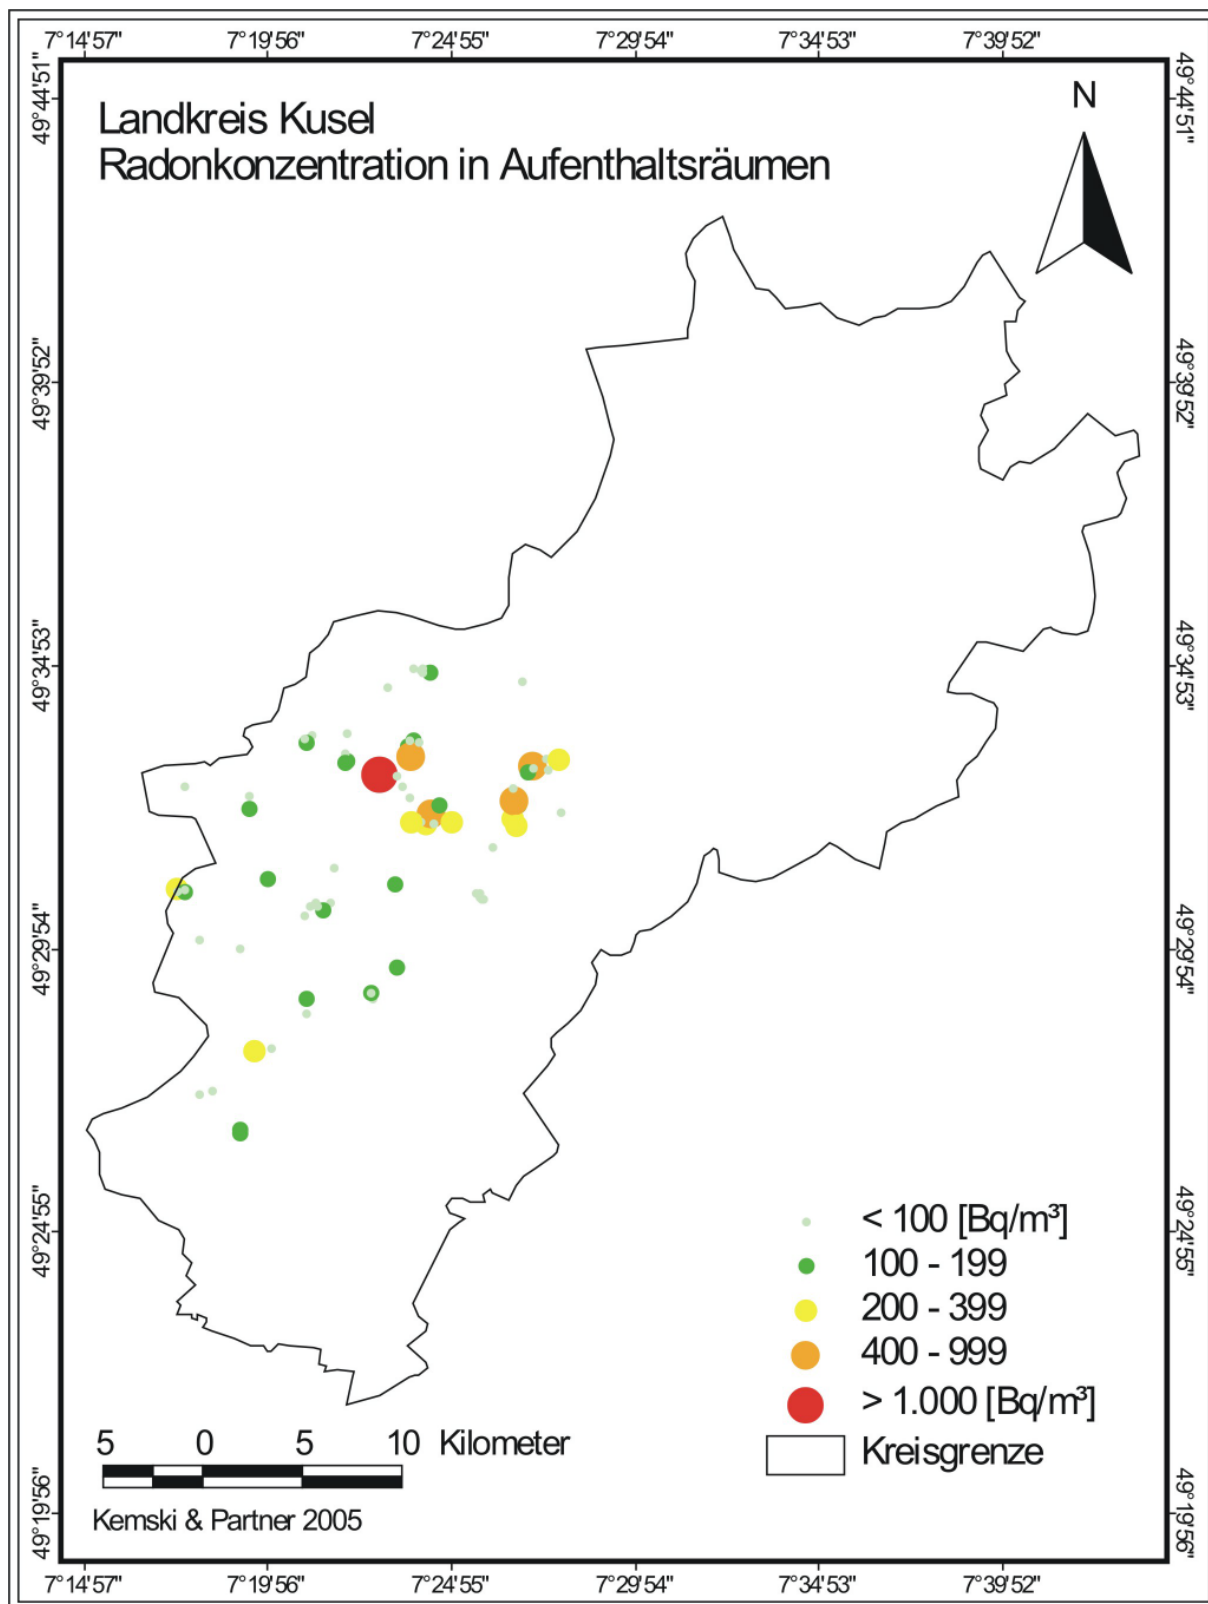 7°14'57" 7°19'56" 7°24'55" 7°29'54" 7°34'53" 7°39'52"
49°44'51" 49°44'51"
N
Landkreis Kusel
Radonkonzentration in Aufenthaltsräumen
49°39'52" 49°39'52"
49°34'53" 49°34'53"
49°29'54" 49°29'54"
49°24'55" 49°24'55"
< 100 [Bq/m³]
100 - 199
200 - 399
400 - 999
> 1.000 [Bq/m³]
Kreisgrenze
5 0 5 10 Kilometer
Kemski & Partner 2005
49°19'56" 49°19'56"
7°14'57" 7°19'56" 7°24'55" 7°29'54" 7°34'53" 7°39'52"